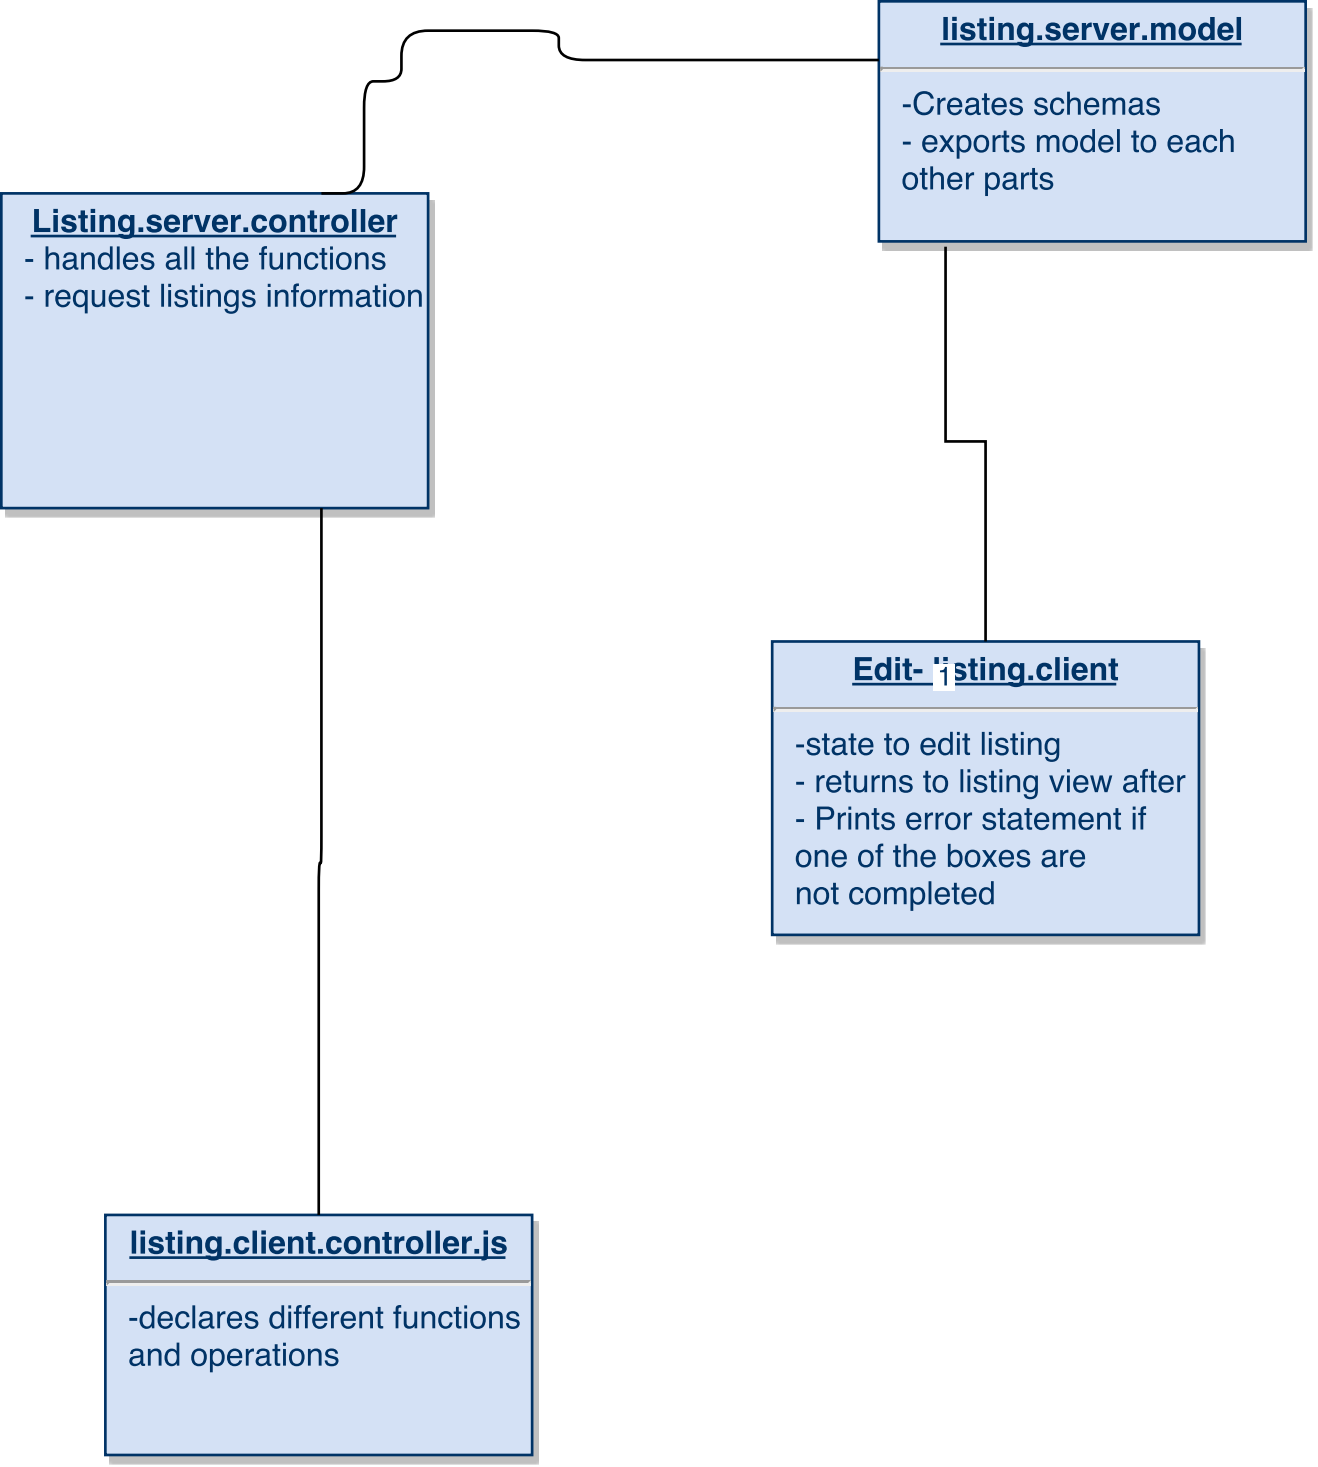 listing.server.model
-Creates schemas
- exports model to each
other parts
Listing.server.controller
- handles all the functions
- request listings information
Edit- listing.client
1
-state to edit listing
- returns to listing view after
- Prints error statement if
one of the boxes are
not completed
listing.client.controller.js
-declares different functions
and operations